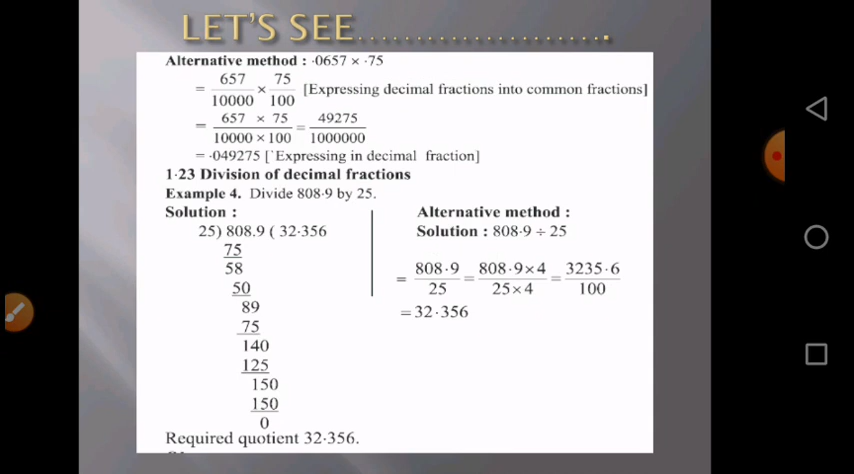 LET'S SEE......................
Alternative method : ·0657 × ·75
= 657/10000 × 75/100 [Expressing decimal fractions into common fractions]
= 657 × 75/10000 × 100 = 49275/1000000
= ·049275 [`Expressing in decimal fraction]
1·23 Division of decimal fractions
Example 4. Divide 808·9 by 25.
Solution :
25) 808.9 ( 32·356
75
58
50
89
75
140
125
150
150
0
Required quotient 32·356.
Alternative method :
Solution : 808·9 ÷ 25
= 808·9/25 = 808·9×4/25×4 = 3235·6/100
= 32·356